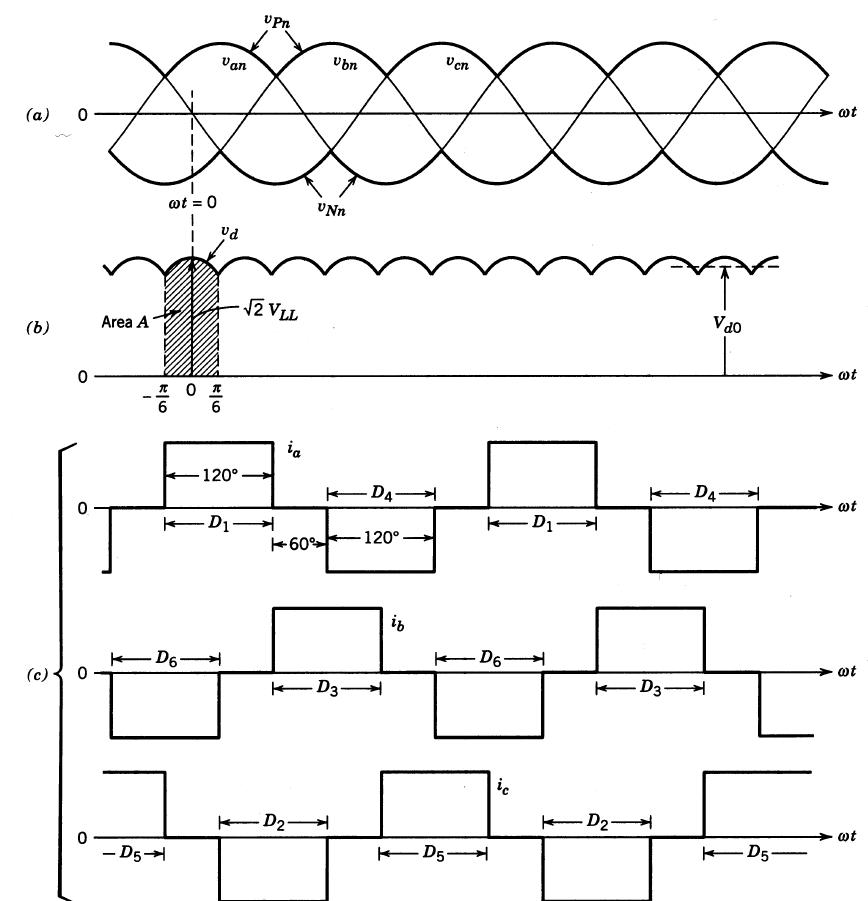 v_Pn
v_an v_bn v_cn
(a) 0 ωt
ωt = 0 v_Nn
v_d
Area A √2 V_LL
(b) V_d0
0 ωt
-π/6 0 π/6
i_a
120°
D_4 D_4
0 ωt
D_1 D_1
60° 120°
i_b
D_6 D_6
(c) 0 ωt
D_3 D_3
i_c
D_2 D_2
0 ωt
D_5 D_5 D_5